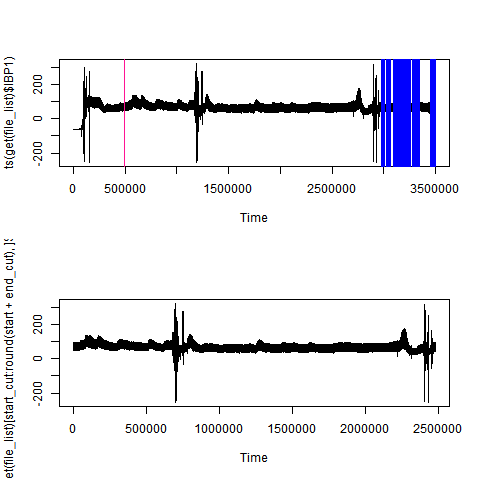 ts(get(file_list)$IBP1)
-200 0 200
0 500000 1500000 2500000 3500000
Time
et(file_list)[start_cut:round(start + end_cut), ]$
-200 0 200
0 500000 1000000 1500000 2000000 2500000
Time